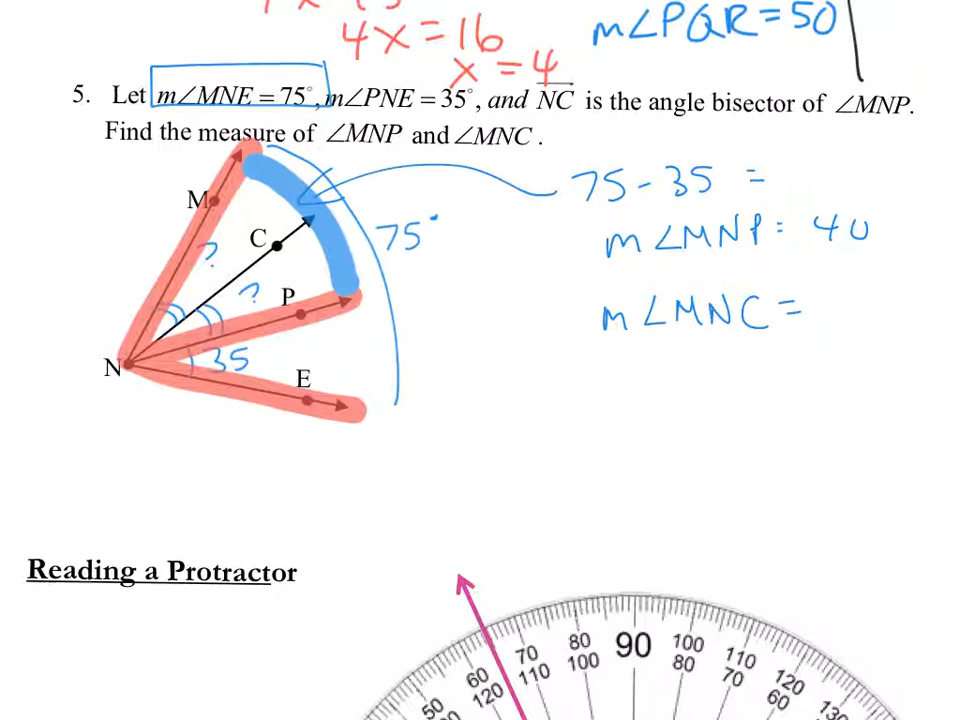 4x = 16
x = 4
m∠PQR = 50
5. Let m∠MNE = 75°, m∠PNE = 35°, and NC is the angle bisector of ∠MNP.
Find the measure of ∠MNP and ∠MNC .
M
C
P
N
E
?
?
35
75°
75 - 35 =
m∠MNP = 40
m∠MNC =
Reading a Protractor
50 60 70 80 90 100 110 120 130
120 110 100 80 70 60